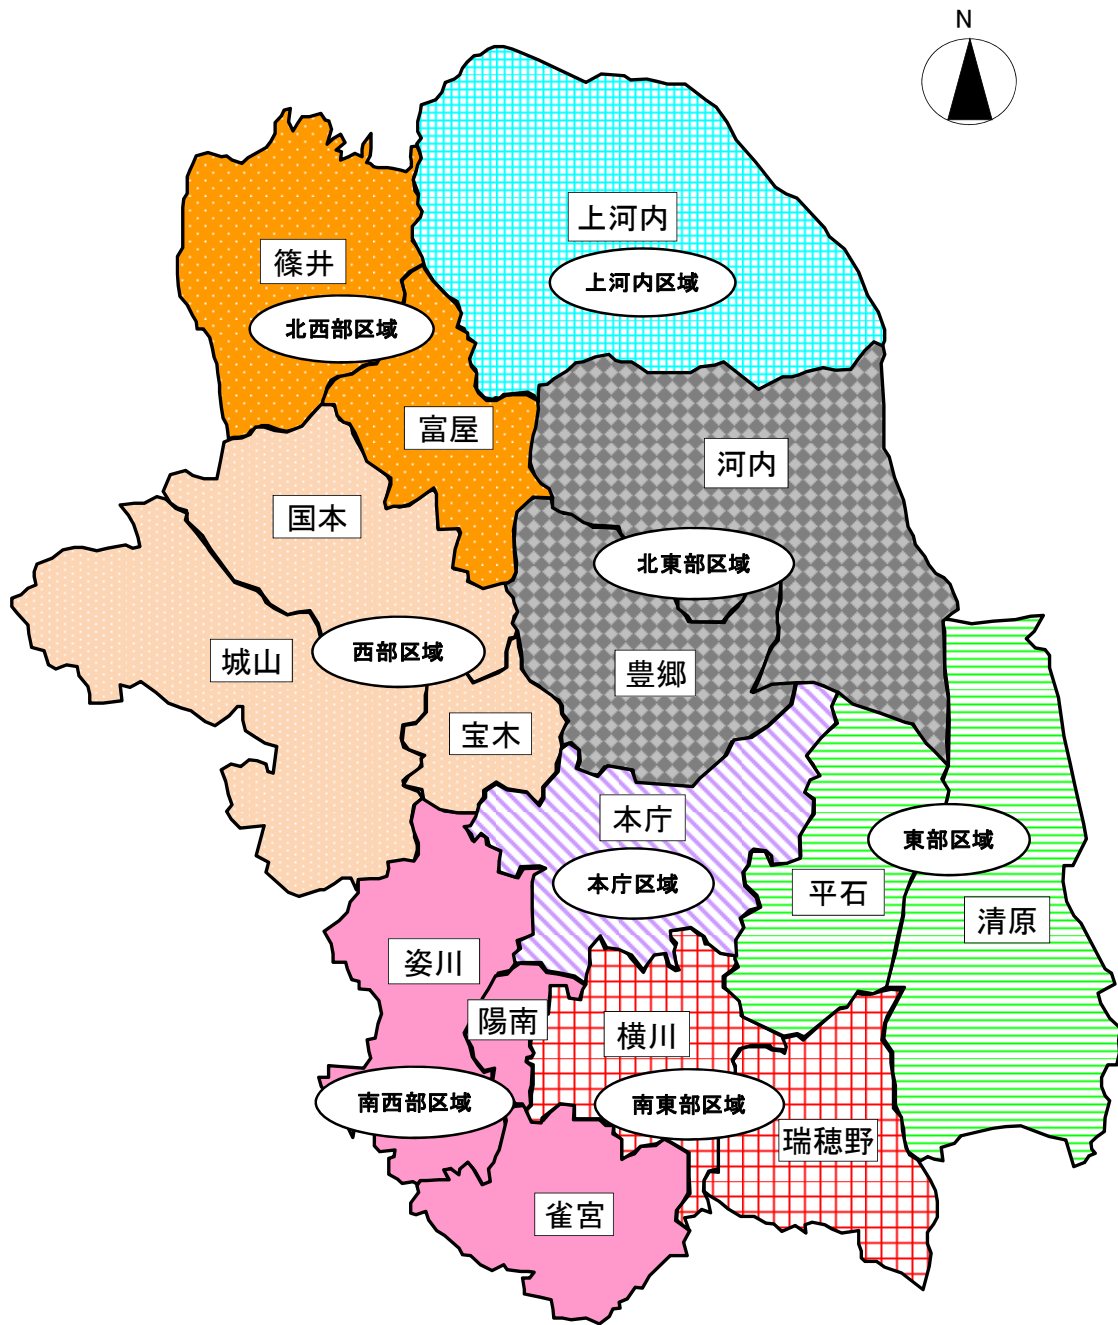 N
上河内
篠井
上河内区域
北西部区域
富屋
河内
国本
北東部区域
城山
西部区域
豊郷
宝木
本庁
東部区域
本庁区域
平石
清原
姿川
陽南
横川
南西部区域
南東部区域
瑞穂野
雀宮